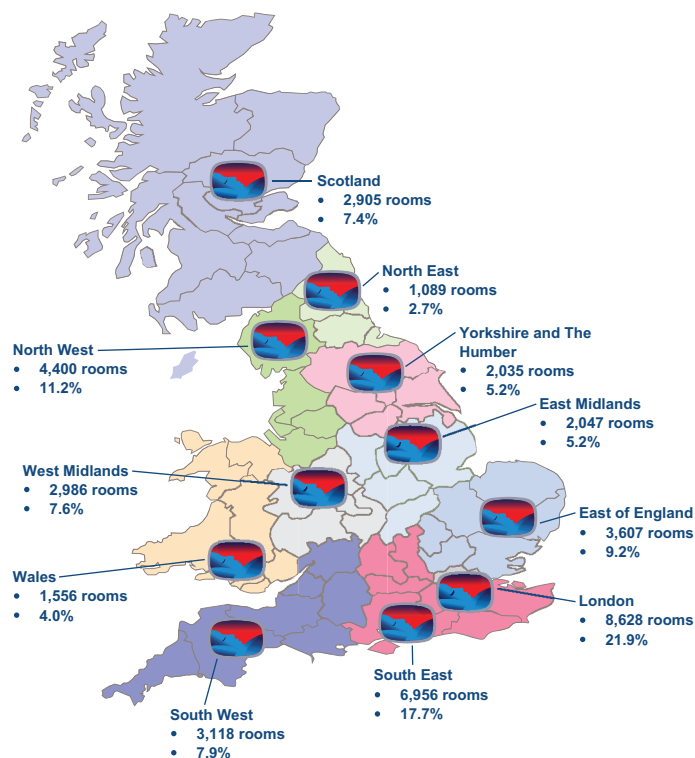 Scotland
• 2,905 rooms
• 7.4%
North East
• 1,089 rooms
• 2.7%
Yorkshire and The
Humber
• 2,035 rooms
• 5.2%
North West
• 4,400 rooms
• 11.2%
East Midlands
• 2,047 rooms
• 5.2%
West Midlands
• 2,986 rooms
• 7.6%
East of England
• 3,607 rooms
• 9.2%
Wales
• 1,556 rooms
• 4.0%
London
• 8,628 rooms
• 21.9%
South East
• 6,956 rooms
• 17.7%
South West
• 3,118 rooms
• 7.9%